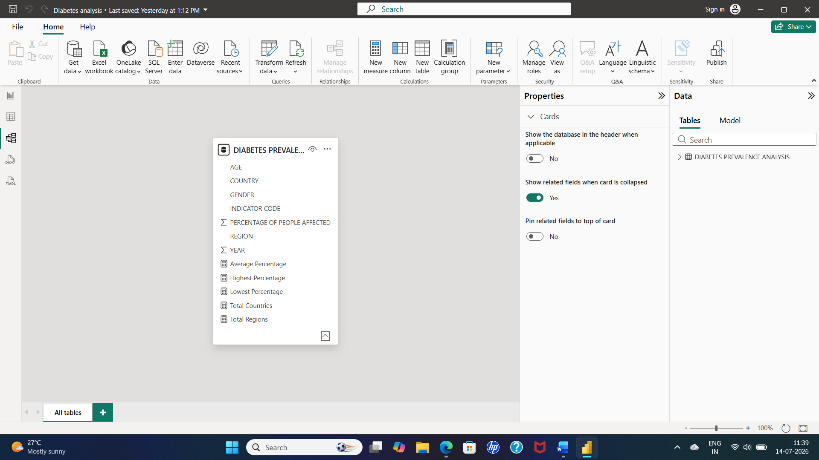 Diabetes analysis • Last saved: Yesterday at 1:12 PM
Search
Sign in
File
Home
Help
Share
Paste
Cut
Copy
Clipboard
Get data
Excel workbook
OneLake catalog
SQL Server
Enter data
Dataverse
Recent sources
Data
Transform data
Refresh
Queries
Manage relationships
Relationships
New measure
New column
New table
Calculation group
Calculations
New parameter
Parameters
Manage roles
View as
Security
Q&A setup
Language
Linguistic schema
Q&A
Sensitivity
Sensitivity
Publish
Share
DIABETES PREVALE...
AGE
COUNTRY
GENDER
INDICATOR CODE
PERCENTAGE OF PEOPLE AFFECTED
REGION
YEAR
Average Percentage
Highest Percentage
Lowest Percentage
Total Countries
Total Regions
Properties
Cards
Show the database in the header when
applicable
No
Show related fields when card is collapsed
Yes
Pin related fields to top of card
No
Data
Tables
Model
Search
DIABETES PREVALENCE ANALYSIS
All tables
100%
27°C
Mostly sunny
Search
ENG
IN
11:39
14-07-2026